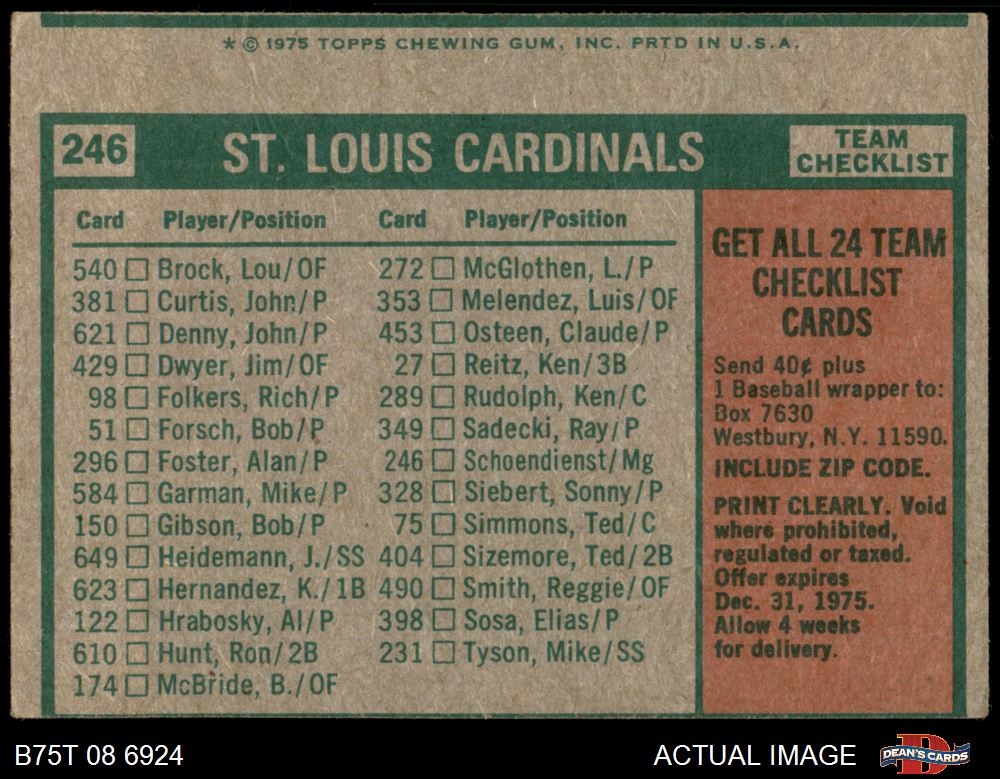 * © 1975 TOPPS CHEWING GUM, INC. PRTD IN U.S.A.
246 ST. LOUIS CARDINALS TEAM CHECKLIST
Card Player/Position Card Player/Position
540 □ Brock, Lou/OF 272 □ McGlothen, L./P
381 □ Curtis, John/P 353 □ Melendez, Luis/OF
621 □ Denny, John/P 453 □ Osteen, Claude/P
429 □ Dwyer, Jim/OF 27 □ Reitz, Ken/3B
98 □ Folkers, Rich/P 289 □ Rudolph, Ken/C
51 □ Forsch, Bob/P 349 □ Sadecki, Ray/P
296 □ Foster, Alan/P 246 □ Schoendienst/Mg
584 □ Garman, Mike/P 328 □ Siebert, Sonny/P
150 □ Gibson, Bob/P 75 □ Simmons, Ted/C
649 □ Heidemann, J./SS 404 □ Sizemore, Ted/2B
623 □ Hernandez, K./1B 490 □ Smith, Reggie/OF
122 □ Hrabosky, Al/P 398 □ Sosa, Elias/P
610 □ Hunt, Ron/2B 231 □ Tyson, Mike/SS
174 □ McBride, B./OF
GET ALL 24 TEAM
CHECKLIST
CARDS
Send 40¢ plus
1 Baseball wrapper to:
Box 7630
Westbury, N.Y. 11590.
INCLUDE ZIP CODE.
PRINT CLEARLY. Void
where prohibited,
regulated or taxed.
Offer expires
Dec. 31, 1975.
Allow 4 weeks
for delivery.
B75T 08 6924 ACTUAL IMAGE DEAN'S CARDS